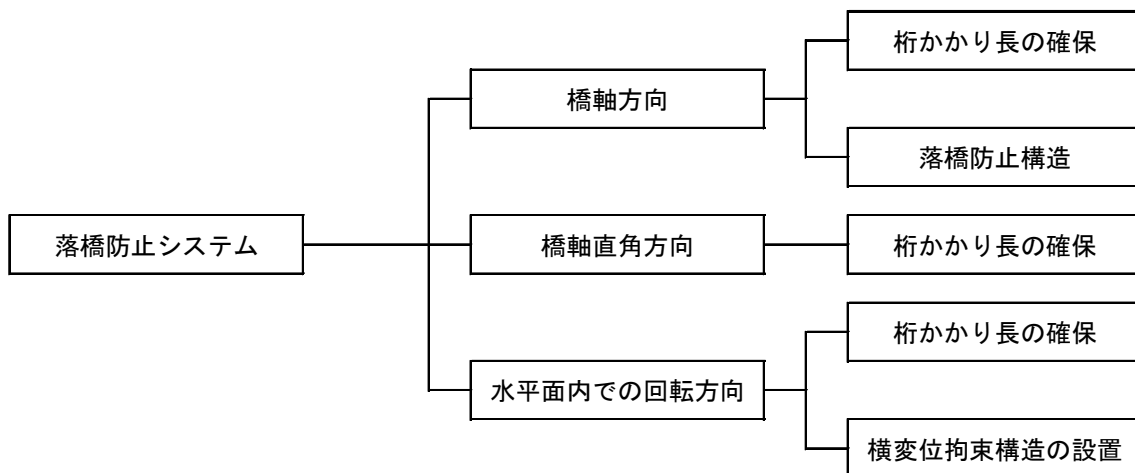 落橋防止システム
橋軸方向
桁かかり長の確保
落橋防止構造
橋軸直角方向
桁かかり長の確保
水平面内での回転方向
桁かかり長の確保
横変位拘束構造の設置